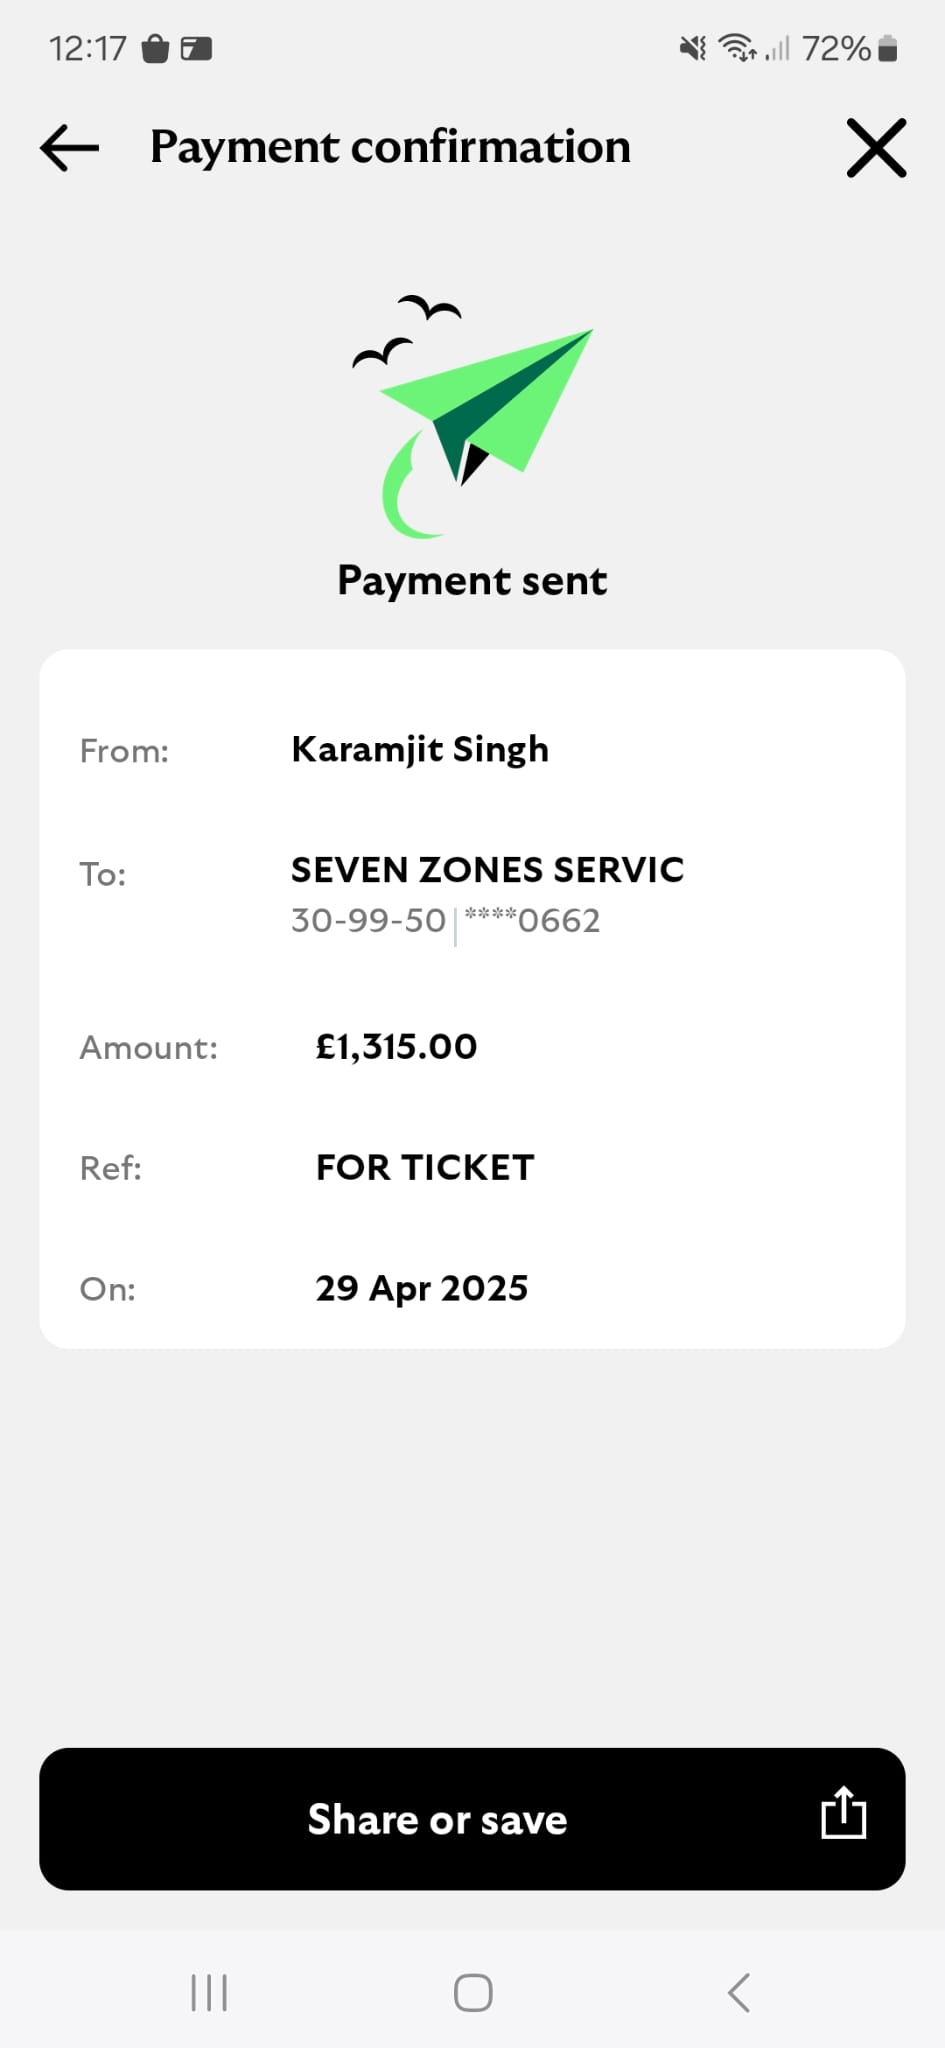 12:17 72%
Payment confirmation
Payment sent
From: Karamjit Singh
To: SEVEN ZONES SERVIC
30-99-50 | ****0662
Amount: £1,315.00
Ref: FOR TICKET
On: 29 Apr 2025
Share or save